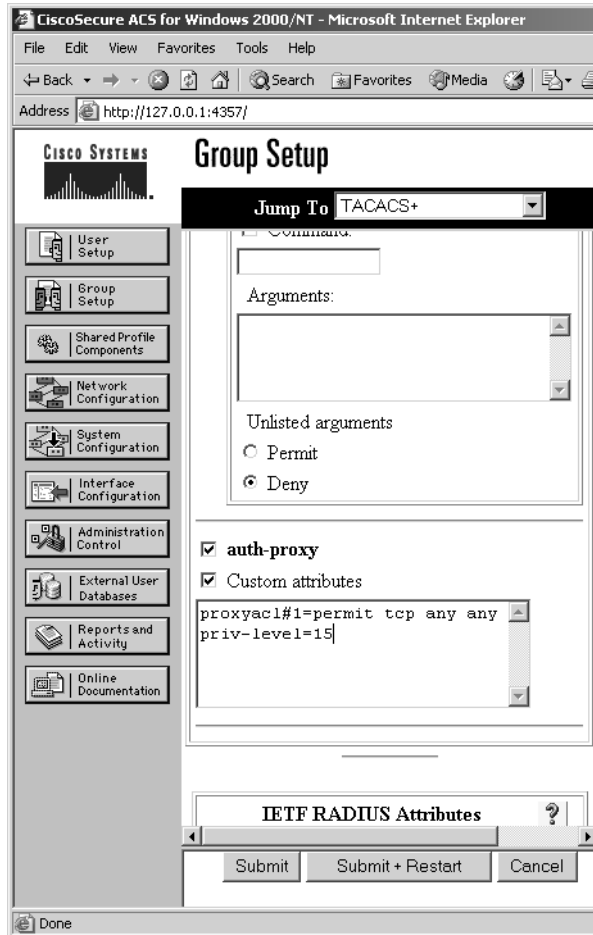 CiscoSecure ACS for Windows 2000/NT - Microsoft Internet Explorer
File Edit View Favorites Tools Help
Back Search Favorites Media
Address http://127.0.0.1:4357/
CISCO SYSTEMS
Group Setup
Jump To TACACS+
User
Setup
Group
Setup
Shared Profile
Components
Network
Configuration
System
Configuration
Interface
Configuration
Administration
Control
External User
Databases
Reports and
Activity
Online
Documentation
Command:
Arguments:
Unlisted arguments
Permit
Deny
auth-proxy
Custom attributes
proxyacl#1=permit tcp any any
priv-level=15
IETF RADIUS Attributes ?
Submit Submit + Restart Cancel
Done